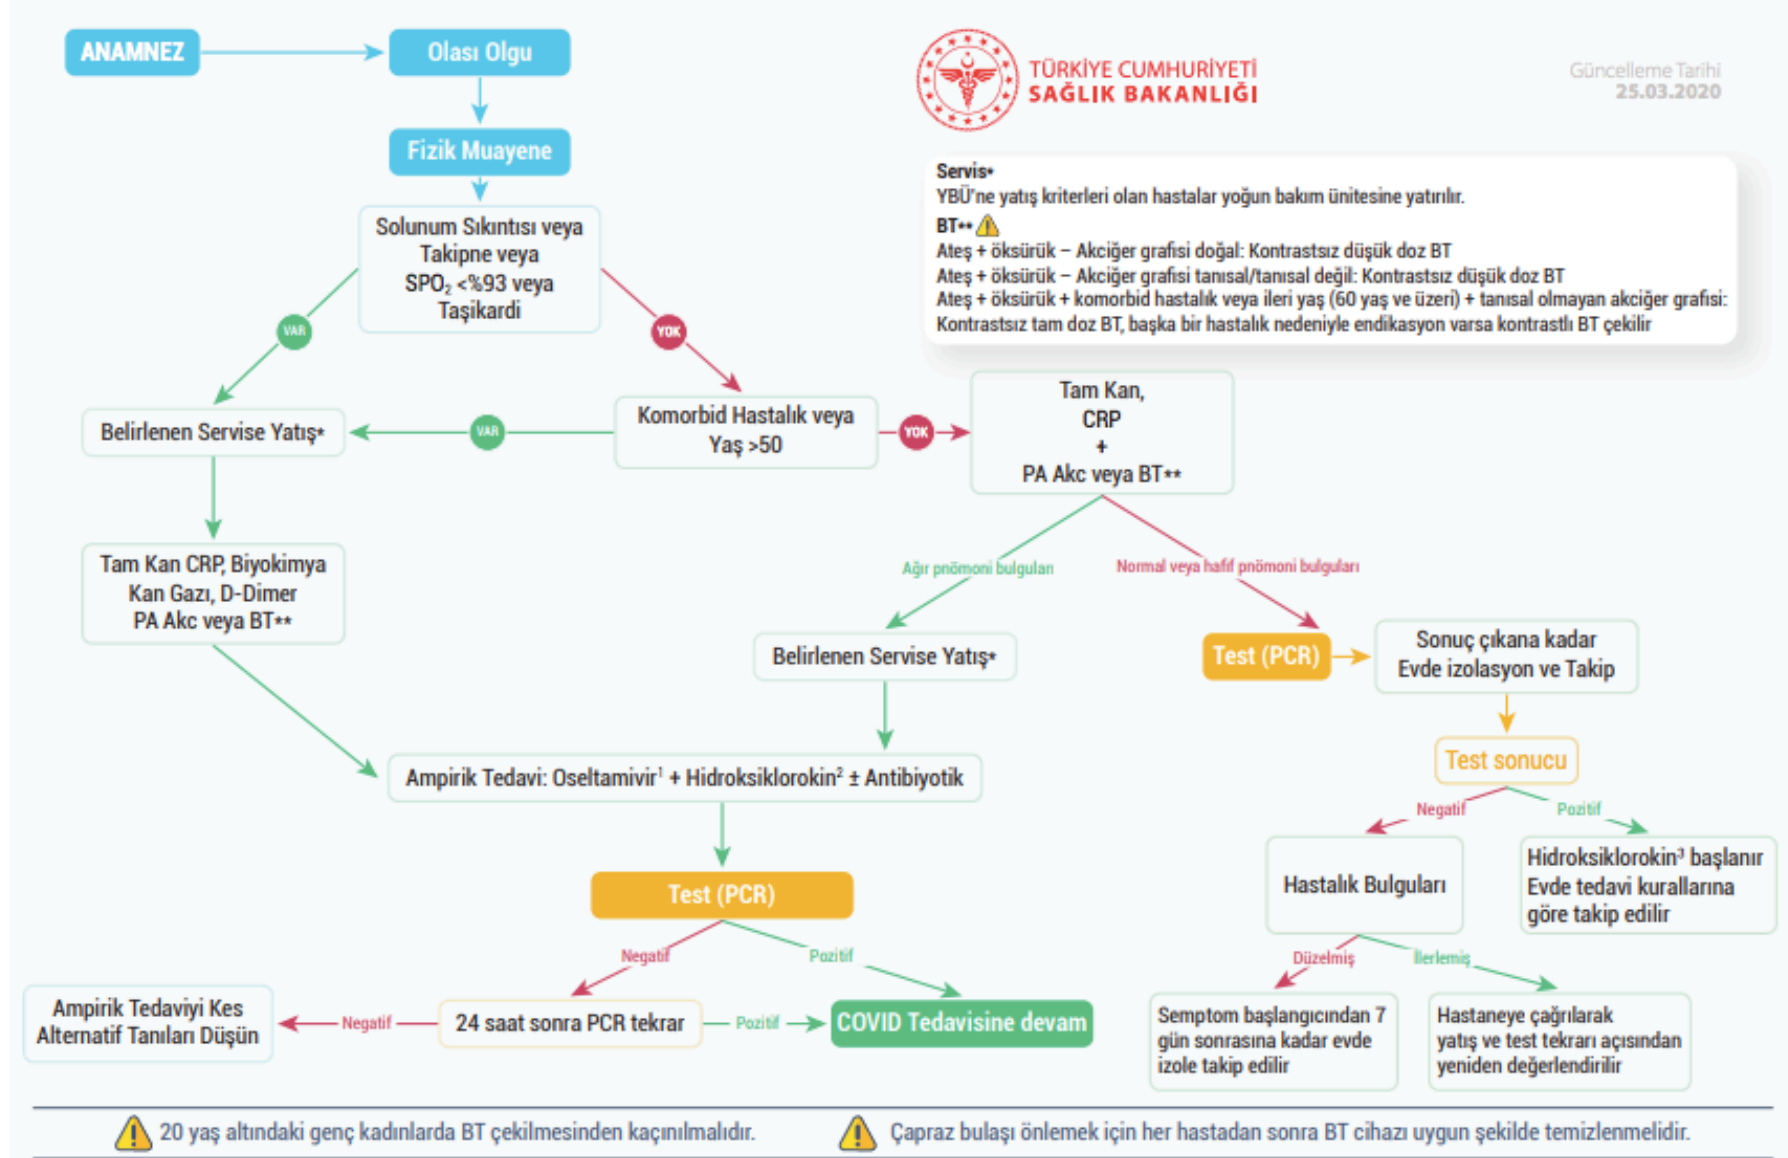 ANAMNEZ
Olası Olgu
TÜRKİYE CUMHURİYETİ
SAĞLIK BAKANLIĞI
Güncelleme Tarihi
25.03.2020
Fizik Muayene
Servis*
YBÜ'ne yatış kriterleri olan hastalar yoğun bakım ünitesine yatırılır.
BT**
Ateş + öksürük – Akciğer grafisi doğal: Kontrastsız düşük doz BT
Ateş + öksürük – Akciğer grafisi tanısal/tanısal değil: Kontrastsız düşük doz BT
Ateş + öksürük + komorbid hastalık veya ileri yaş (60 yaş ve üzeri) + tanısal olmayan akciğer grafisi:
Kontrastsız tam doz BT, başka bir hastalık nedeniyle endikasyon varsa kontrastlı BT çekilir
Solunum Sıkıntısı veya
Takipne veya
SPO₂ <%93 veya
Taşikardi
VAR
YOK
Belirlenen Servise Yatış*
VAR
Komorbid Hastalık veya
Yaş >50
YOK
Tam Kan,
CRP
+
PA Akc veya BT**
Tam Kan CRP, Biyokimya
Kan Gazı, D-Dimer
PA Akc veya BT**
Ağır pnömoni bulguları
Normal veya hafif pnömoni bulguları
Belirlenen Servise Yatış*
Test (PCR)
Sonuç çıkana kadar
Evde izolasyon ve Takip
Ampirik Tedavi: Oseltamivir¹ + Hidroksiklorokin² ± Antibiyotik
Test sonucu
Negatif
Pozitif
Hastalık Bulguları
Hidroksiklorokin³ başlanır
Evde tedavi kurallarına
göre takip edilir
Test (PCR)
Negatif
Pozitif
Düzelmiş
İlerlemiş
Ampirik Tedaviyi Kes
Alternatif Tanıları Düşün
Negatif
24 saat sonra PCR tekrar
Pozitif
COVID Tedavisine devam
Semptom başlangıcından 7
gün sonrasına kadar evde
izole takip edilir
Hastaneye çağrılarak
yatış ve test tekrarı açısından
yeniden değerlendirilir
20 yaş altındaki genç kadınlarda BT çekilmesinden kaçınılmalıdır.
Çapraz bulaşı önlemek için her hastadan sonra BT cihazı uygun şekilde temizlenmelidir.